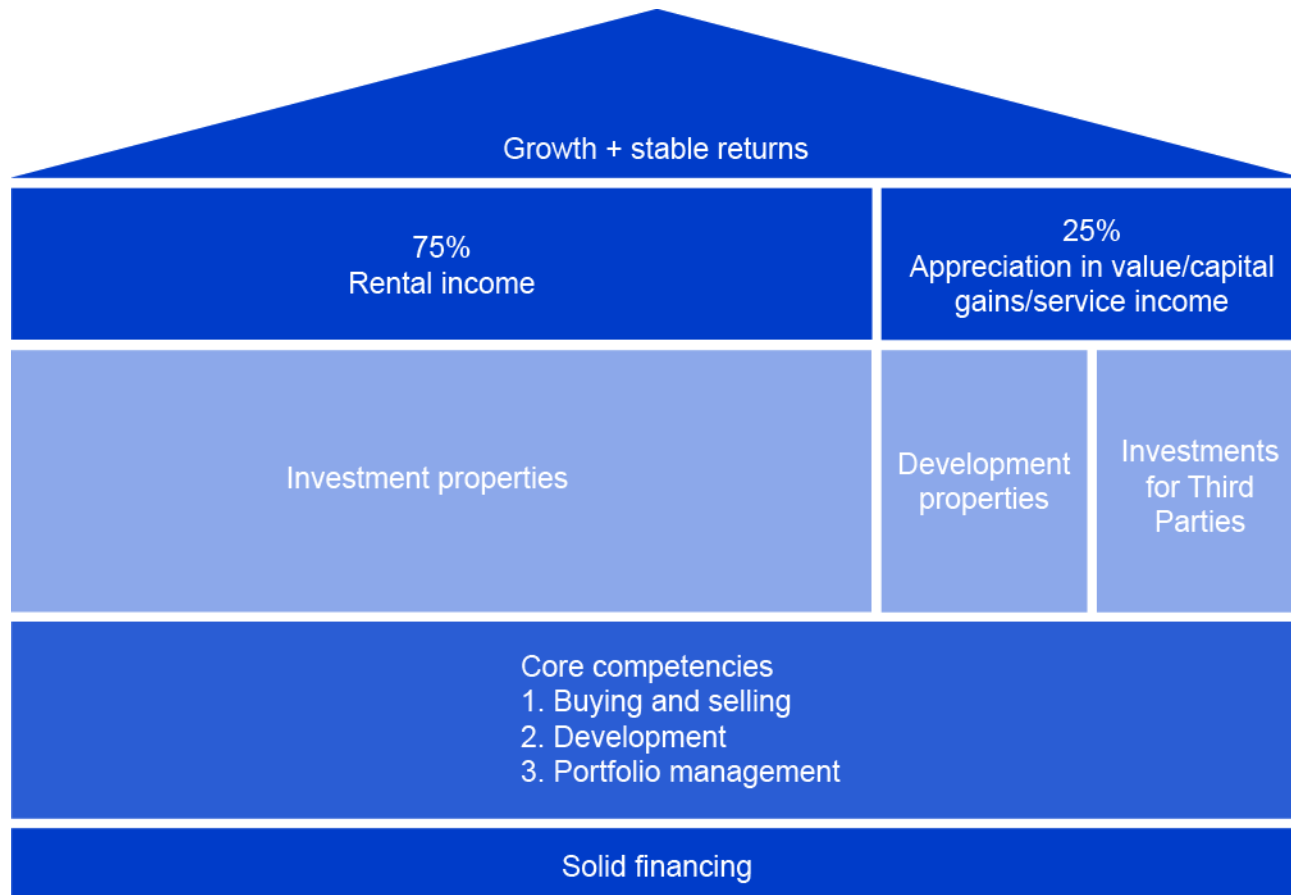 Growth + stable returns
75%
Rental income
25%
Appreciation in value/capital
gains/service income
Investment properties
Development
properties
Investments
for Third
Parties
Core competencies
1. Buying and selling
2. Development
3. Portfolio management
Solid financing